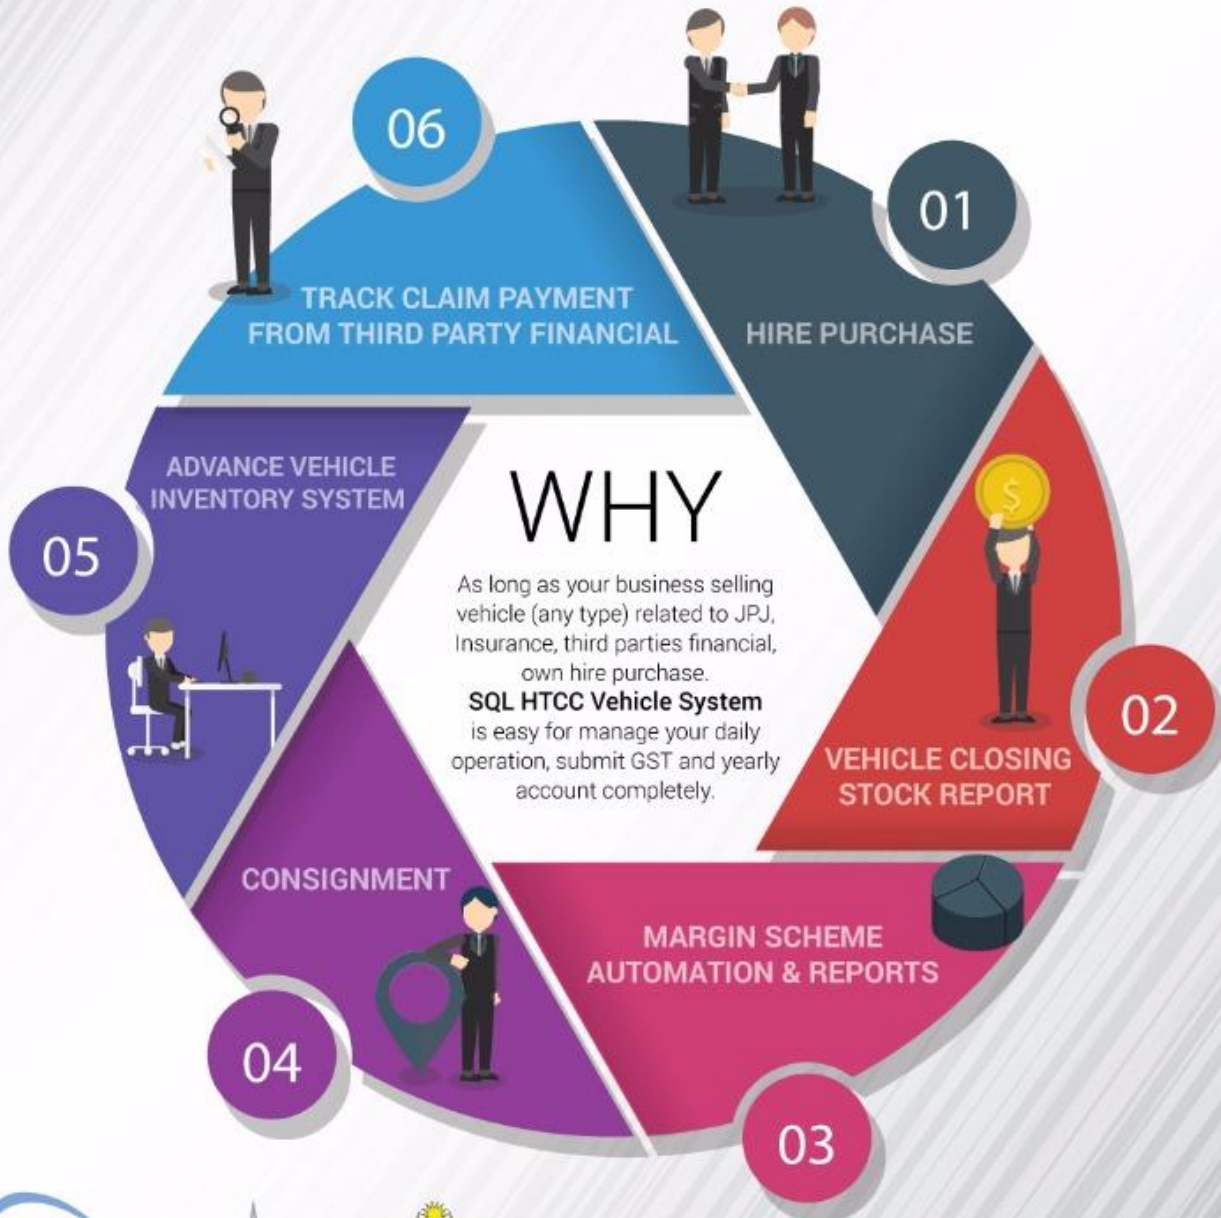 WHY
As long as your business selling
vehicle (any type) related to JPJ,
Insurance, third parties financial,
own hire purchase.
SQL HTCC Vehicle System
is easy for manage your daily
operation, submit GST and yearly
account completely.
01
HIRE PURCHASE
02
$
VEHICLE CLOSING
STOCK REPORT
03
MARGIN SCHEME
AUTOMATION & REPORTS
04
CONSIGNMENT
05
ADVANCE VEHICLE
INVENTORY SYSTEM
06
TRACK CLAIM PAYMENT
FROM THIRD PARTY FINANCIAL